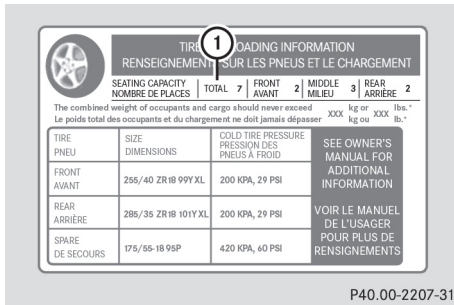 1
TIRE OADING INFORMATION
RENSEIGNEMENT SUR LES PNEUS ET LE CHARGEMENT
SEATING CAPACITY
NOMBRE DE PLACES
TOTAL 7
FRONT
AVANT 2
MIDDLE
MILIEU 3
REAR
ARRIÈRE 2
The combined weight of occupants and cargo should never exceed XXX kg or XXX lbs.*
Le poids total des occupants et du chargement ne doit jamais dépasser kg ou lb.*
TIRE
PNEU
SIZE
DIMENSIONS
COLD TIRE PRESSURE
PRESSION DES
PNEUS À FROID
FRONT
AVANT
255/40 ZR18 99Y XL
200 KPA, 29 PSI
REAR
ARRIÈRE
285/35 ZR18 101Y XL
200 KPA, 29 PSI
SPARE
DE SECOURS
175/55-18 95P
420 KPA, 60 PSI
SEE OWNER'S
MANUAL FOR
ADDITIONAL
INFORMATION
VOIR LE MANUEL
DE L'USAGER
POUR PLUS DE
RENSIGNEMENTS
P40.00-2207-31